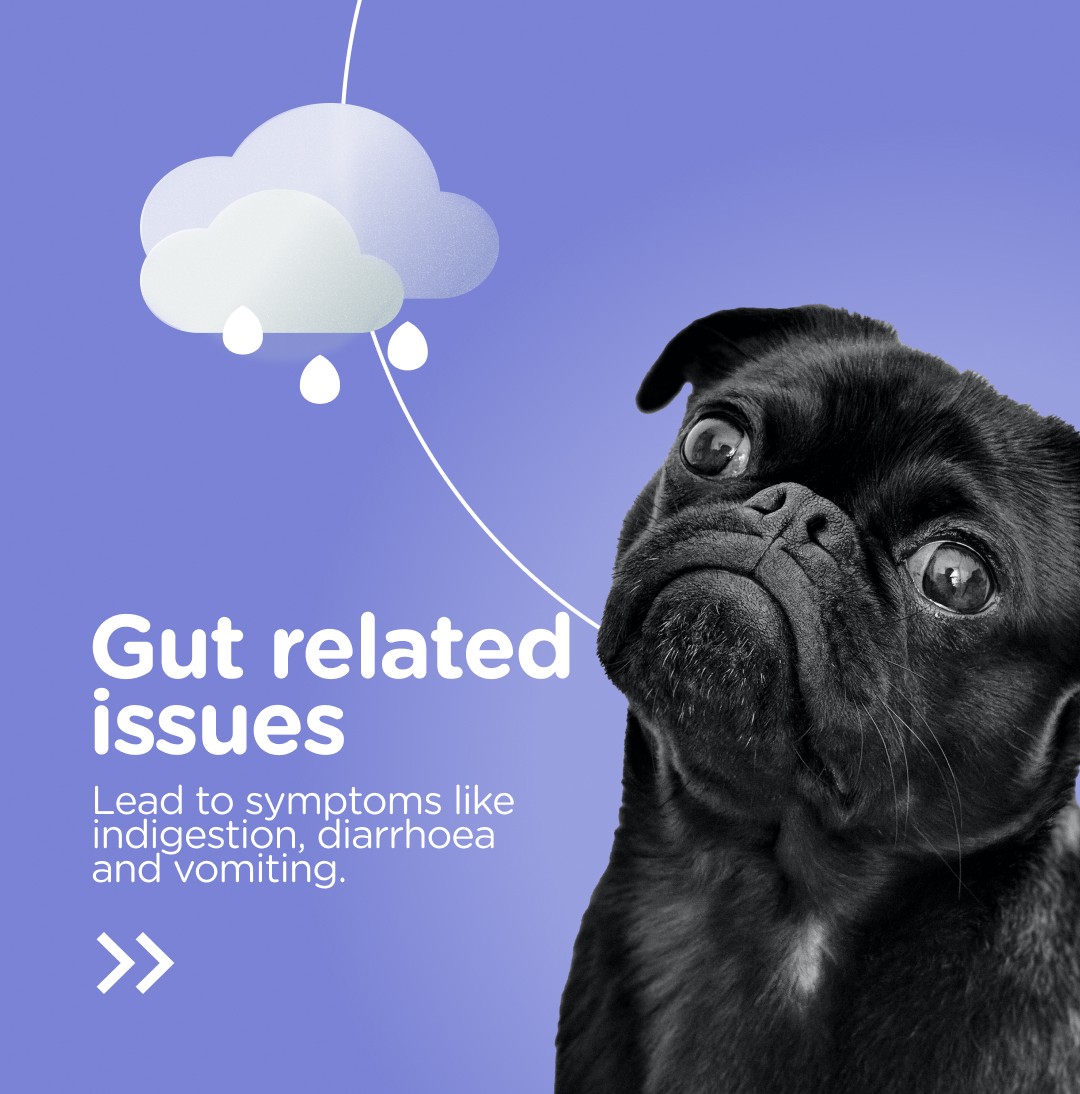 Gut related
issues
Lead to symptoms like
indigestion, diarrhoea
and vomiting.